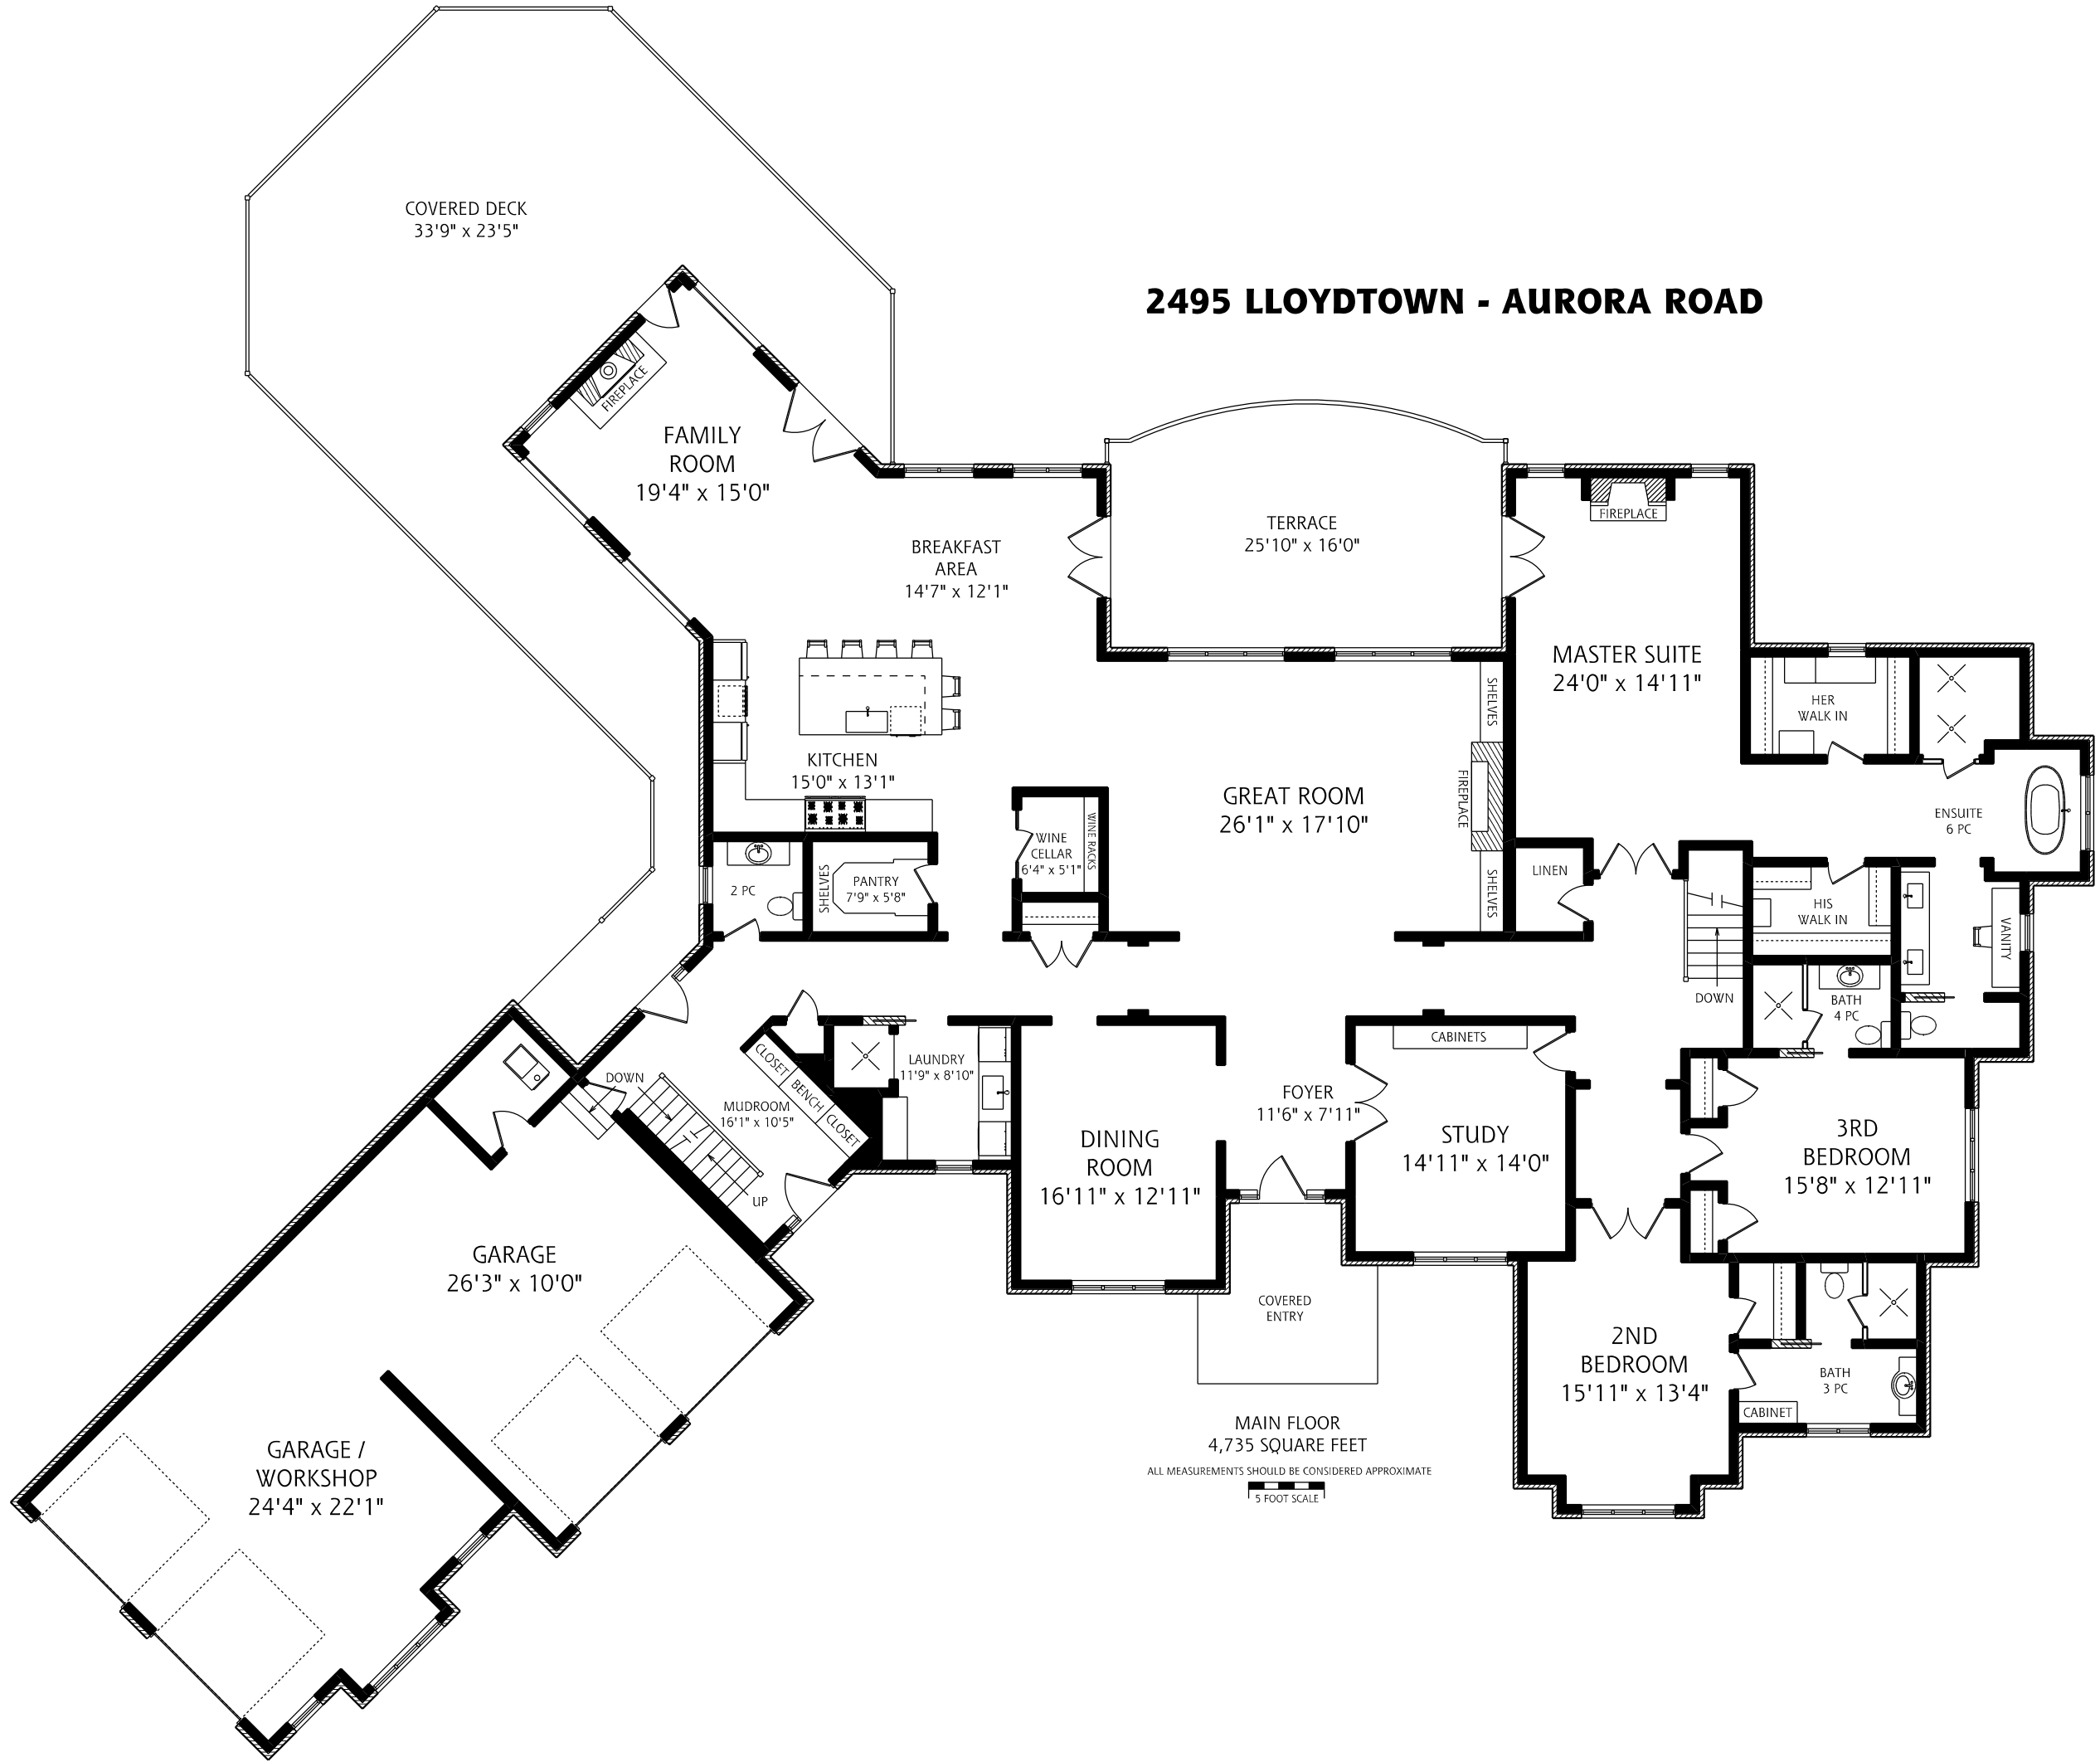 COVERED DECK
33'9" x 23'5"
2495 LLOYDTOWN - AURORA ROAD
FIREPLACE
FAMILY
ROOM
19'4" x 15'0"
BREAKFAST
AREA
14'7" x 12'1"
TERRACE
25'10" x 16'0"
FIREPLACE
MASTER SUITE
24'0" x 14'11"
HER
WALK IN
SHELVES
KITCHEN
15'0" x 13'1"
GREAT ROOM
26'1" x 17'10"
FIREPLACE
ENSUITE
6 PC
WINE
CELLAR
6'4" x 5'1"
WINE RACKS
2 PC
SHELVES
PANTRY
7'9" x 5'8"
SHELVES
LINEN
HIS
WALK IN
VANITY
DOWN
BATH
4 PC
CABINETS
CLOSET
BENCH
CLOSET
LAUNDRY
11'9" x 8'10"
DOWN
MUDROOM
16'1" x 10'5"
FOYER
11'6" x 7'11"
DINING
ROOM
16'11" x 12'11"
STUDY
14'11" x 14'0"
3RD
BEDROOM
15'8" x 12'11"
UP
GARAGE
26'3" x 10'0"
COVERED
ENTRY
2ND
BEDROOM
15'11" x 13'4"
BATH
3 PC
CABINET
MAIN FLOOR
4,735 SQUARE FEET
ALL MEASUREMENTS SHOULD BE CONSIDERED APPROXIMATE
5 FOOT SCALE
GARAGE /
WORKSHOP
24'4" x 22'1"